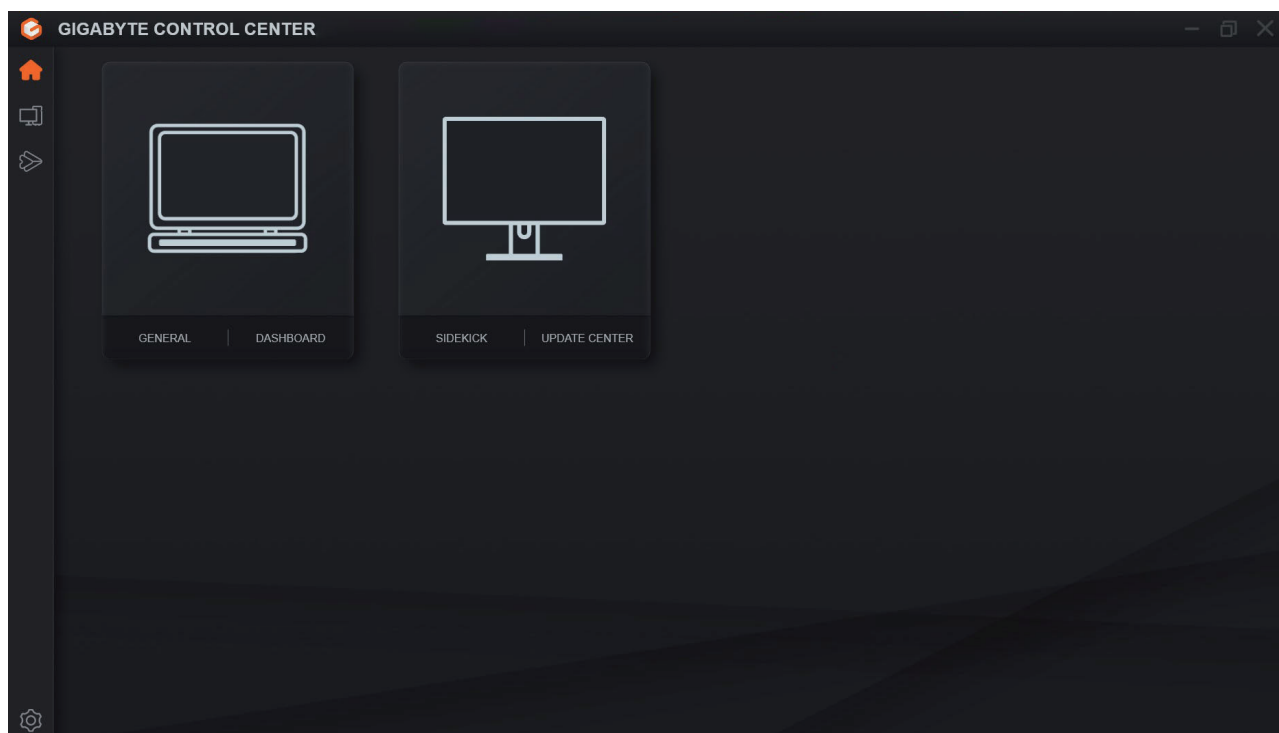 GIGABYTE CONTROL CENTER
GENERAL | DASHBOARD
SIDEKICK | UPDATE CENTER